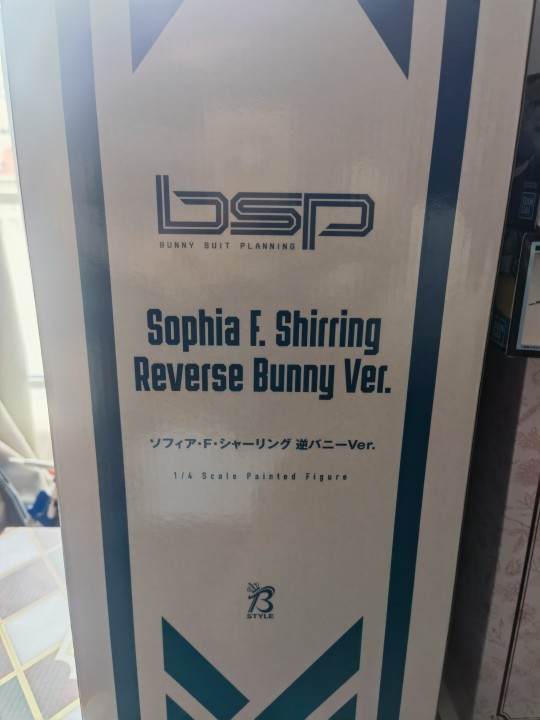 bsp
BUNNY SUIT PLANNING
Sophia F. Shirring
Reverse Bunny Ver.
ソフィア・F・シャーリング 逆バニーVer.
1/4 Scale Painted Figure
B
STYLE